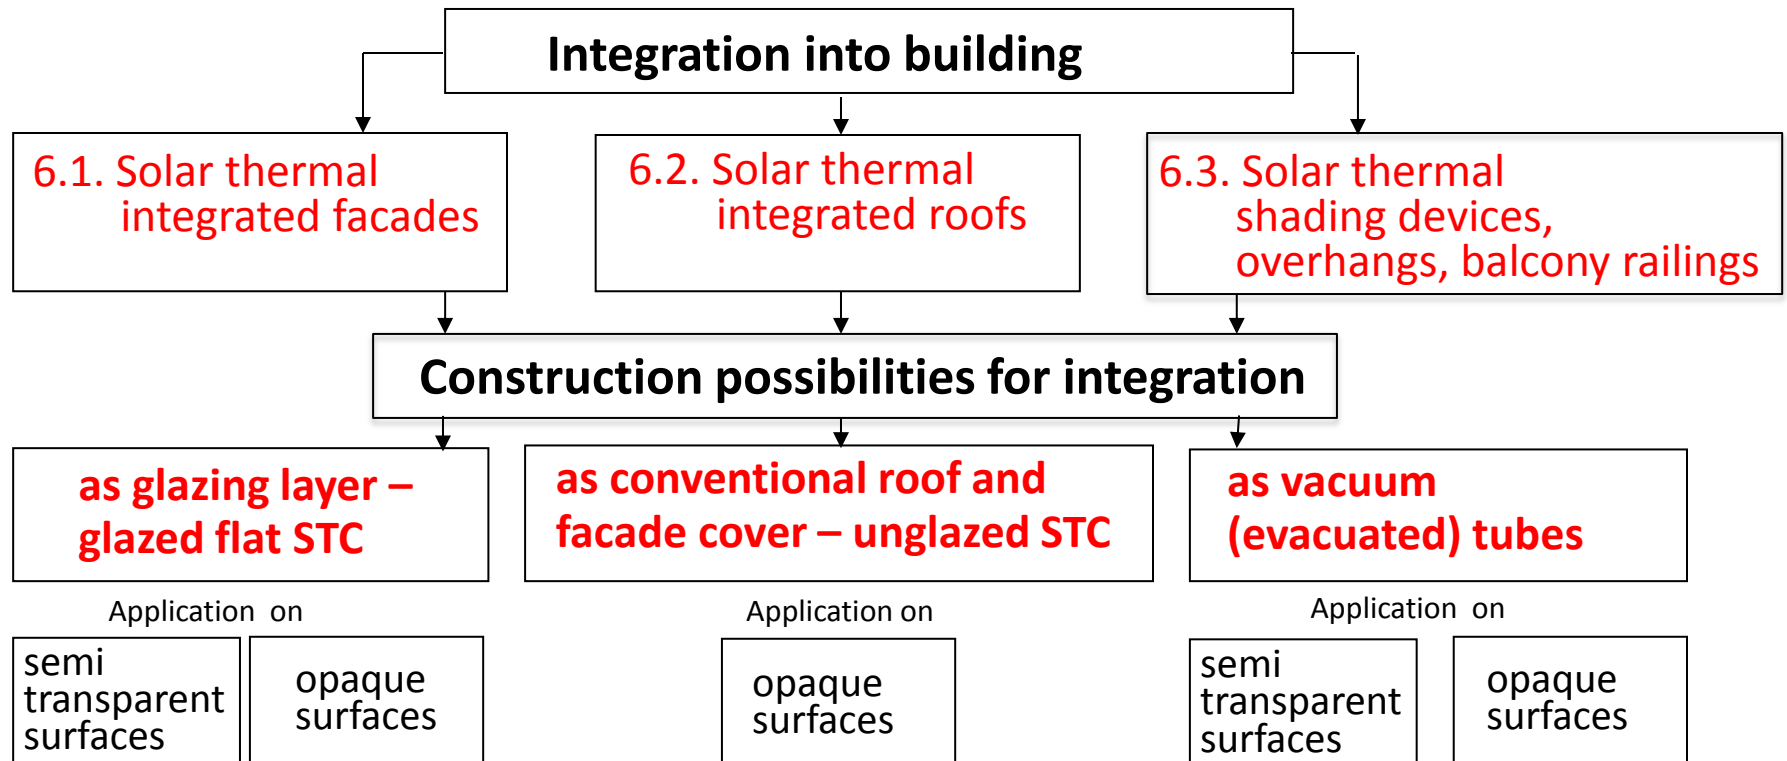 Integration into building
6.1. Solar thermal
integrated facades
6.2. Solar thermal
integrated roofs
6.3. Solar thermal
shading devices,
overhangs, balcony railings
Construction possibilities for integration
as glazing layer –
glazed flat STC
as conventional roof and
facade cover – unglazed STC
as vacuum
(evacuated) tubes
Application on
Application on
Application on
semi
transparent
surfaces
opaque
surfaces
opaque
surfaces
semi
transparent
surfaces
opaque
surfaces